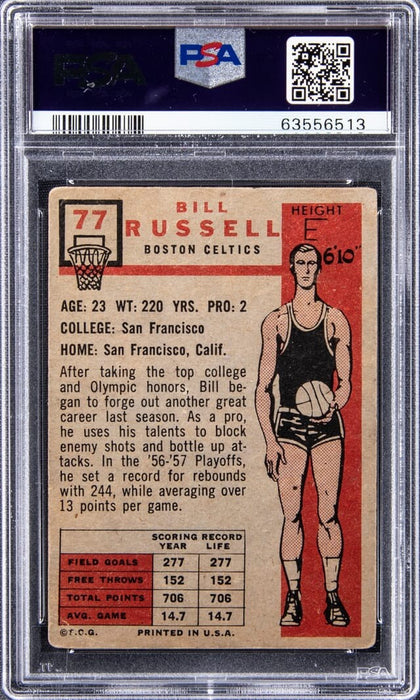 PSA
PSA
63556513
77
BILL
RUSSELL
BOSTON CELTICS
HEIGHT
E
6'10"
AGE: 23 WT: 220 YRS. PRO: 2
COLLEGE: San Francisco
HOME: San Francisco, Calif.
After taking the top college
and Olympic honors, Bill be-
gan to forge out another great
career last season. As a pro,
he uses his talents to block
enemy shots and bottle up at-
tacks. In the '56-'57 Playoffs,
he set a record for rebounds
with 244, while averaging over
13 points per game.
SCORING RECORD
YEAR LIFE
FIELD GOALS 277 277
FREE THROWS 152 152
TOTAL POINTS 706 706
AVG. GAME 14.7 14.7
©T.C.G. PRINTED IN U.S.A.